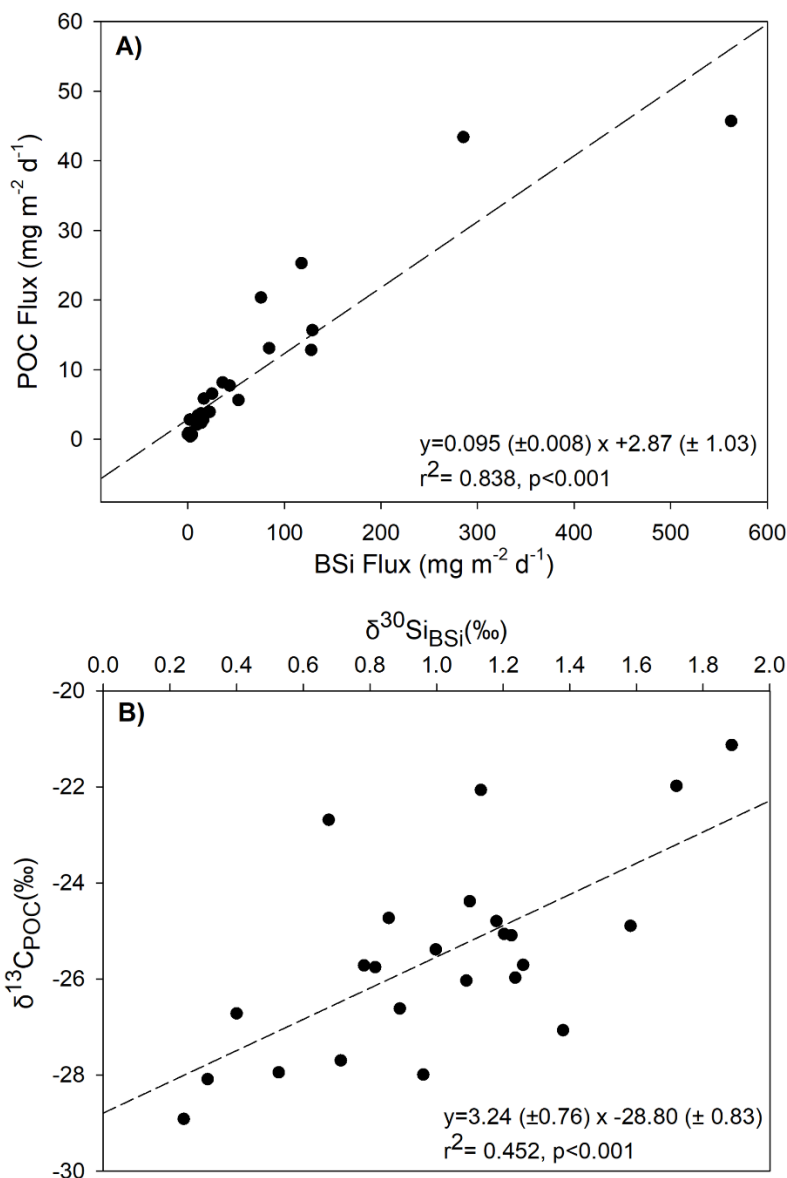 A)
POC Flux (mg m-2 d-1)
60
50
40
30
20
10
0
y=0.095 (±0.008) x +2.87 (± 1.03)
r2= 0.838, p<0.001
0 100 200 300 400 500 600
BSi Flux (mg m-2 d-1)
δ30SiBSi(‰)
0.0 0.2 0.4 0.6 0.8 1.0 1.2 1.4 1.6 1.8 2.0
B)
δ13CPOC(‰)
-20
-22
-24
-26
-28
-30
y=3.24 (±0.76) x -28.80 (± 0.83)
r2= 0.452, p<0.001